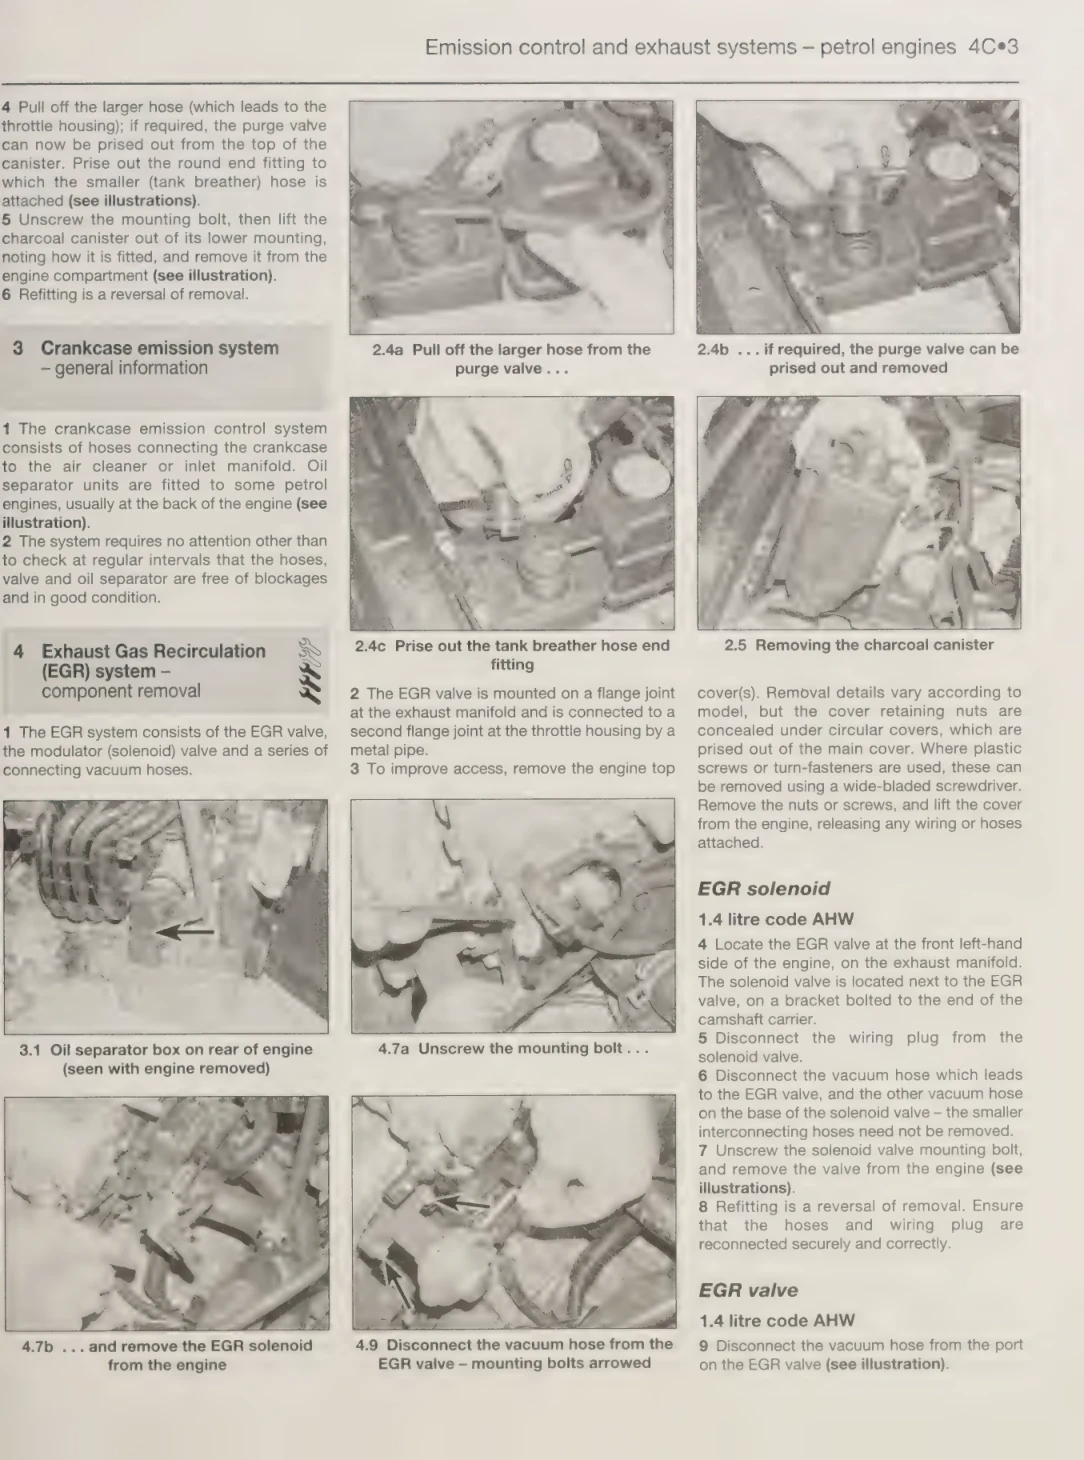 Emission control and exhaust systems – petrol engines 4C•3
4 Pull off the larger hose (which leads to the
throttle housing); if required, the purge valve
can now be prised out from the top of the
canister. Prise out the round end fitting to
which the smaller (tank breather) hose is
attached (see illustrations).
5 Unscrew the mounting bolt, then lift the
charcoal canister out of its lower mounting,
noting how it is fitted, and remove it from the
engine compartment (see illustration).
6 Refitting is a reversal of removal.
3 Crankcase emission system
– general information
1 The crankcase emission control system
consists of hoses connecting the crankcase
to the air cleaner or inlet manifold. Oil
separator units are fitted to some petrol
engines, usually at the back of the engine (see
illustration).
2 The system requires no attention other than
to check at regular intervals that the hoses,
valve and oil separator are free of blockages
and in good condition.
4 Exhaust Gas Recirculation
(EGR) system –
component removal
1 The EGR system consists of the EGR valve,
the modulator (solenoid) valve and a series of
connecting vacuum hoses.
3.1 Oil separator box on rear of engine
(seen with engine removed)
4.7b . . . and remove the EGR solenoid
from the engine
2.4a Pull off the larger hose from the
purge valve . . .
2.4c Prise out the tank breather hose end
fitting
2 The EGR valve is mounted on a flange joint
at the exhaust manifold and is connected to a
second flange joint at the throttle housing by a
metal pipe.
3 To improve access, remove the engine top
4.7a Unscrew the mounting bolt . . .
4.9 Disconnect the vacuum hose from the
EGR valve – mounting bolts arrowed
2.4b . . . if required, the purge valve can be
prised out and removed
2.5 Removing the charcoal canister
cover(s). Removal details vary according to
model, but the cover retaining nuts are
concealed under circular covers, which are
prised out of the main cover. Where plastic
screws or turn-fasteners are used, these can
be removed using a wide-bladed screwdriver.
Remove the nuts or screws, and lift the cover
from the engine, releasing any wiring or hoses
attached.
EGR solenoid
1.4 litre code AHW
4 Locate the EGR valve at the front left-hand
side of the engine, on the exhaust manifold.
The solenoid valve is located next to the EGR
valve, on a bracket bolted to the end of the
camshaft carrier.
5 Disconnect the wiring plug from the
solenoid valve.
6 Disconnect the vacuum hose which leads
to the EGR valve, and the other vacuum hose
on the base of the solenoid valve – the smaller
interconnecting hoses need not be removed.
7 Unscrew the solenoid valve mounting bolt,
and remove the valve from the engine (see
illustrations).
8 Refitting is a reversal of removal. Ensure
that the hoses and wiring plug are
reconnected securely and correctly.
EGR valve
1.4 litre code AHW
9 Disconnect the vacuum hose from the port
on the EGR valve (see illustration).